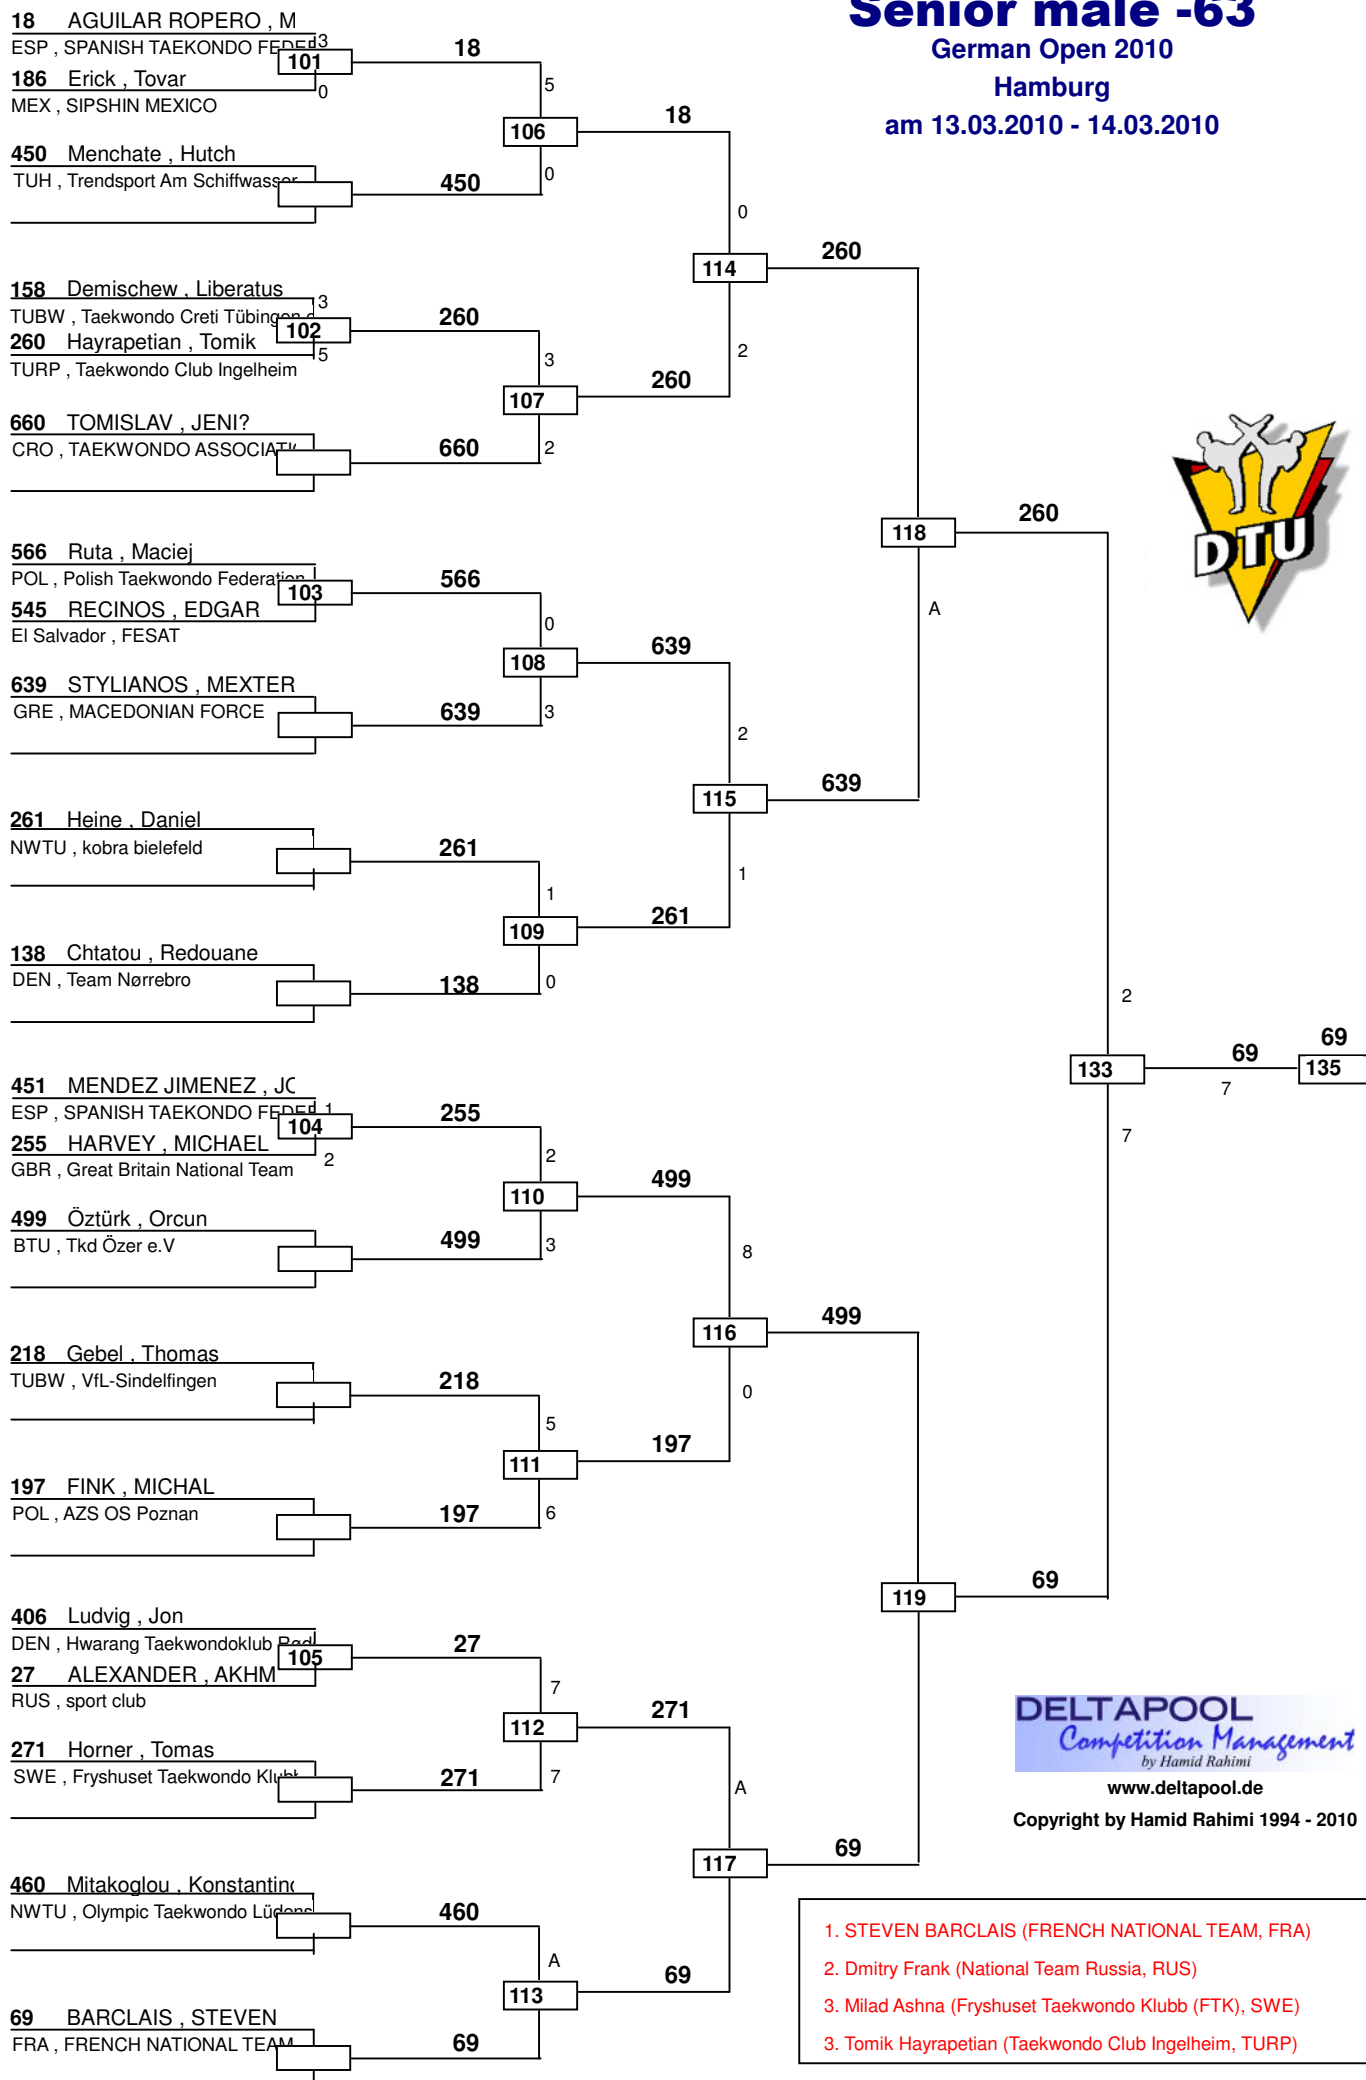 Senior male -63
German Open 2010
Hamburg
am 13.03.2010 - 14.03.2010
18 AGUILAR ROPERO , M
ESP , SPANISH TAEKONDO FEDER
3
101
18
186 Erick , Tovar
0
MEX , SIPSHIN MEXICO
5
106
18
0
450 Menchate , Hutch
TUH , Trendsport Am Schiffwasser
450
0
114
260
2
158 Demischew , Liberatus
3
TUBW , Taekwondo Creti Tübingen e
102
260
260 Hayrapetian , Tomik
5
TURP , Taekwondo Club Ingelheim
3
107
260
2
660 TOMISLAV , JENI?
CRO , TAEKWONDO ASSOCIATI
660
118
260
A
566 Ruta , Maciej
POL , Polish Taekwondo Federation
103
566
545 RECINOS , EDGAR
El Salvador , FESAT
0
108
639
3
639 STYLIANOS , MEXTER
GRE , MACEDONIAN FORCE
639
2
115
639
1
261 Heine , Daniel
NWTU , kobra bielefeld
261
1
109
261
0
138 Chtatou , Redouane
DEN , Team Nørrebro
138
DTU
2
133
69
7
69
135
7
451 MENDEZ JIMENEZ , JO
ESP , SPANISH TAEKONDO FEDER
1
104
255
255 HARVEY , MICHAEL
2
GBR , Great Britain National Team
2
110
499
3
499 Öztürk , Orcun
BTU , Tkd Özer e.V
499
8
116
499
0
218 Gebel , Thomas
TUBW , VfL-Sindelfingen
218
5
111
197
6
197 FINK , MICHAL
POL , AZS OS Poznan
197
119
69
406 Ludvig , Jon
DEN , Hwarang Taekwondoklub Rød
105
27
27 ALEXANDER , AKHM
RUS , sport club
7
112
271
7
271 Horner , Tomas
SWE , Fryshuset Taekwondo Klubb
271
A
117
69
460 Mitakoglou , Konstantino
NWTU , Olympic Taekwondo Lüdens
460
A
113
69
69 BARCLAIS , STEVEN
FRA , FRENCH NATIONAL TEAM
69
DELTAPOOL
Competition Management
by Hamid Rahimi
www.deltapool.de
Copyright by Hamid Rahimi 1994 - 2010
1. STEVEN BARCLAIS (FRENCH NATIONAL TEAM, FRA)
2. Dmitry Frank (National Team Russia, RUS)
3. Milad Ashna (Fryshuset Taekwondo Klubb (FTK), SWE)
3. Tomik Hayrapetian (Taekwondo Club Ingelheim, TURP)